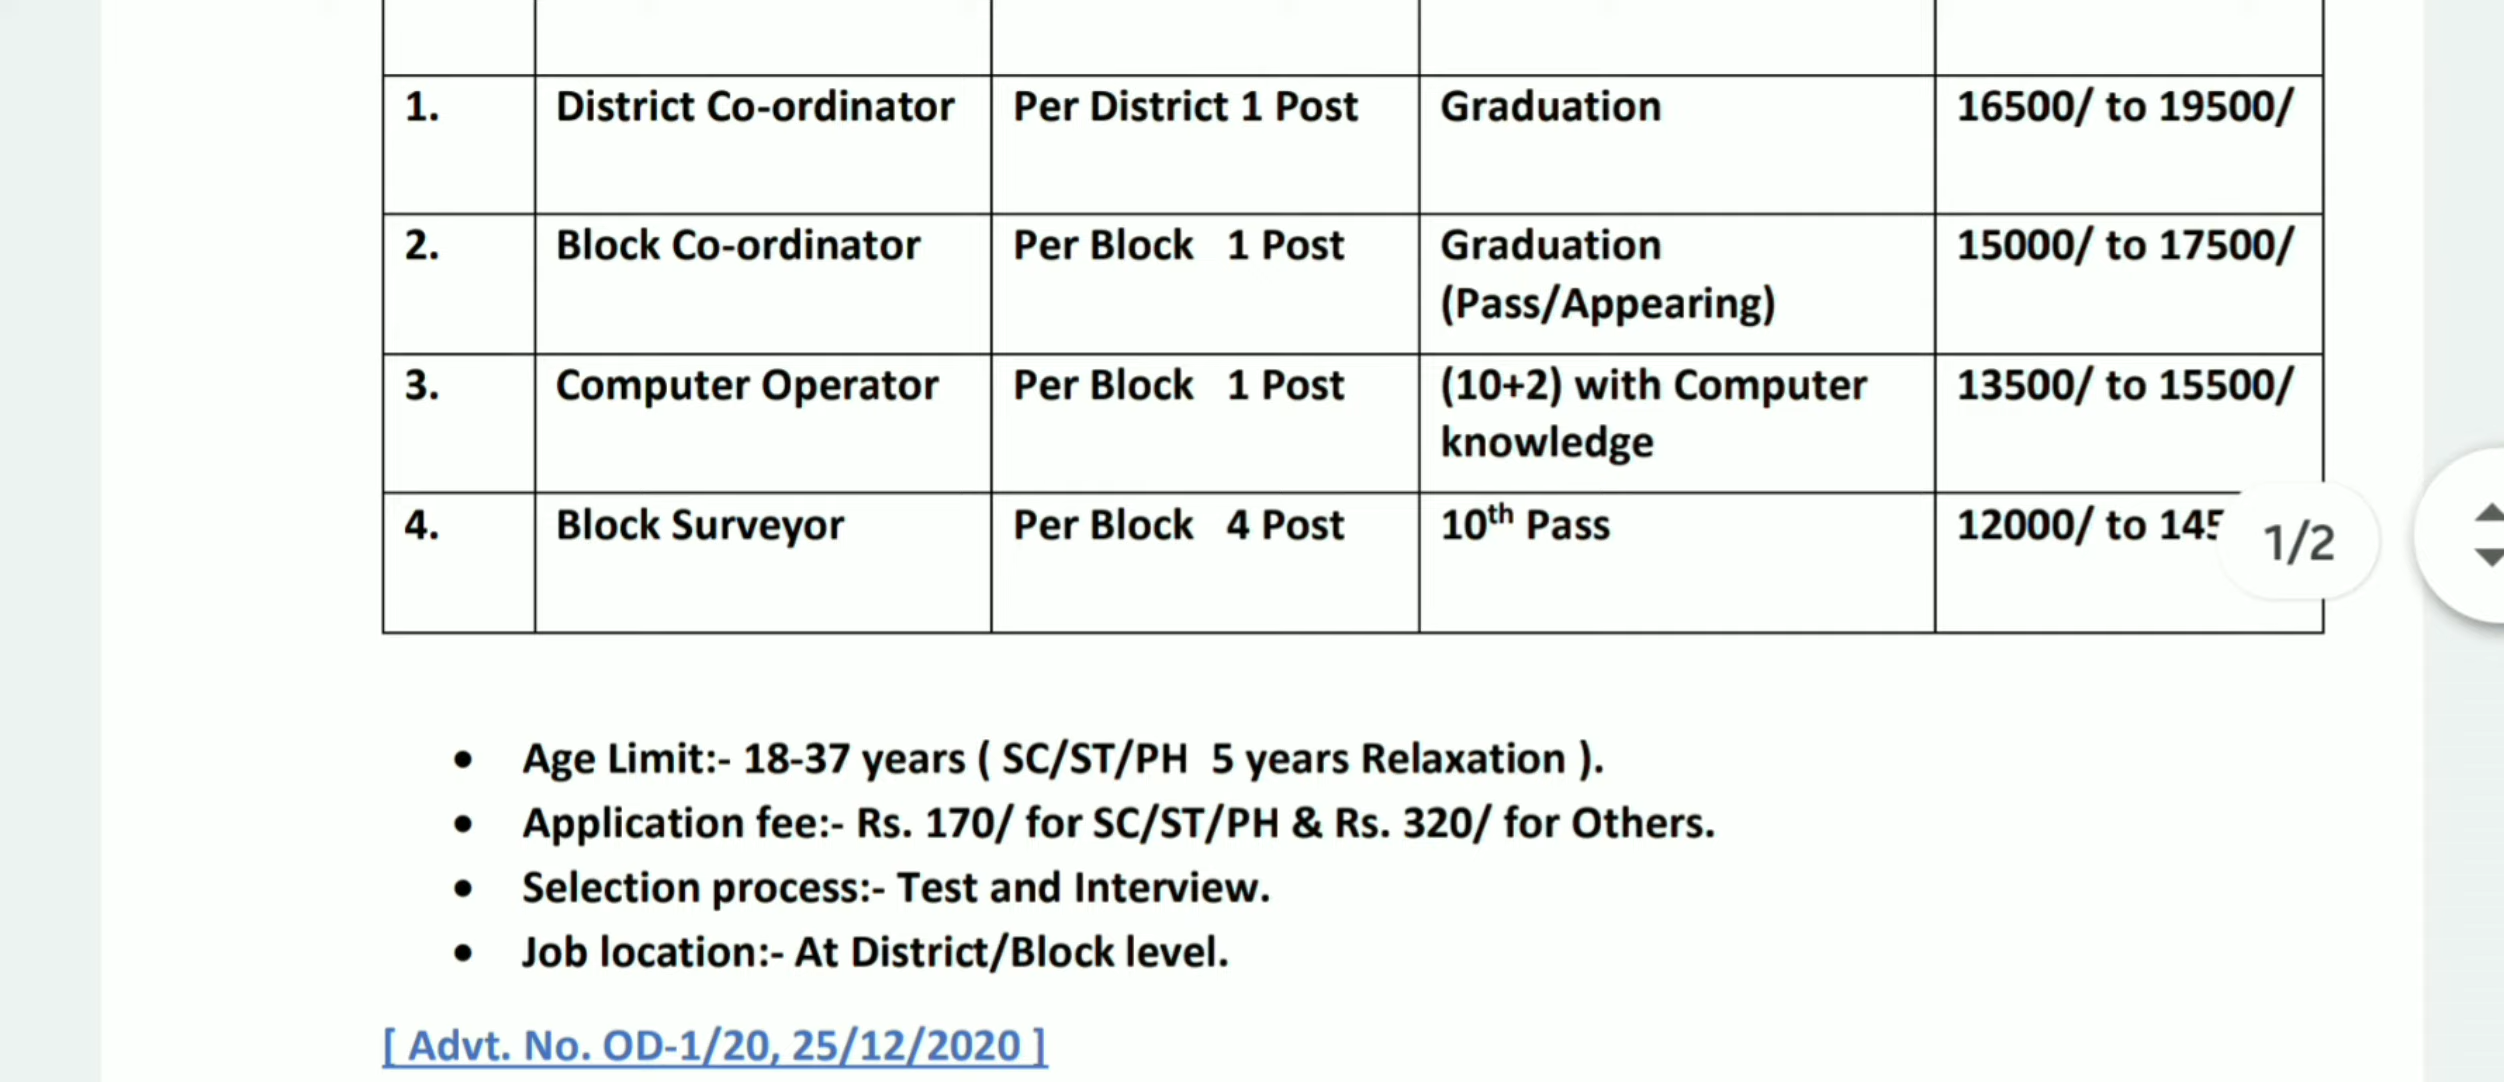 1. District Co-ordinator Per District 1 Post Graduation 16500/ to 19500/
2. Block Co-ordinator Per Block 1 Post Graduation 15000/ to 17500/
(Pass/Appearing)
3. Computer Operator Per Block 1 Post (10+2) with Computer 13500/ to 15500/
knowledge
4. Block Surveyor Per Block 4 Post 10th Pass 12000/ to
1/2
• Age Limit:- 18-37 years ( SC/ST/PH 5 years Relaxation ).
• Application fee:- Rs. 170/ for SC/ST/PH & Rs. 320/ for Others.
• Selection process:- Test and Interview.
• Job location:- At District/Block level.
[ Advt. No. OD-1/20, 25/12/2020 ]